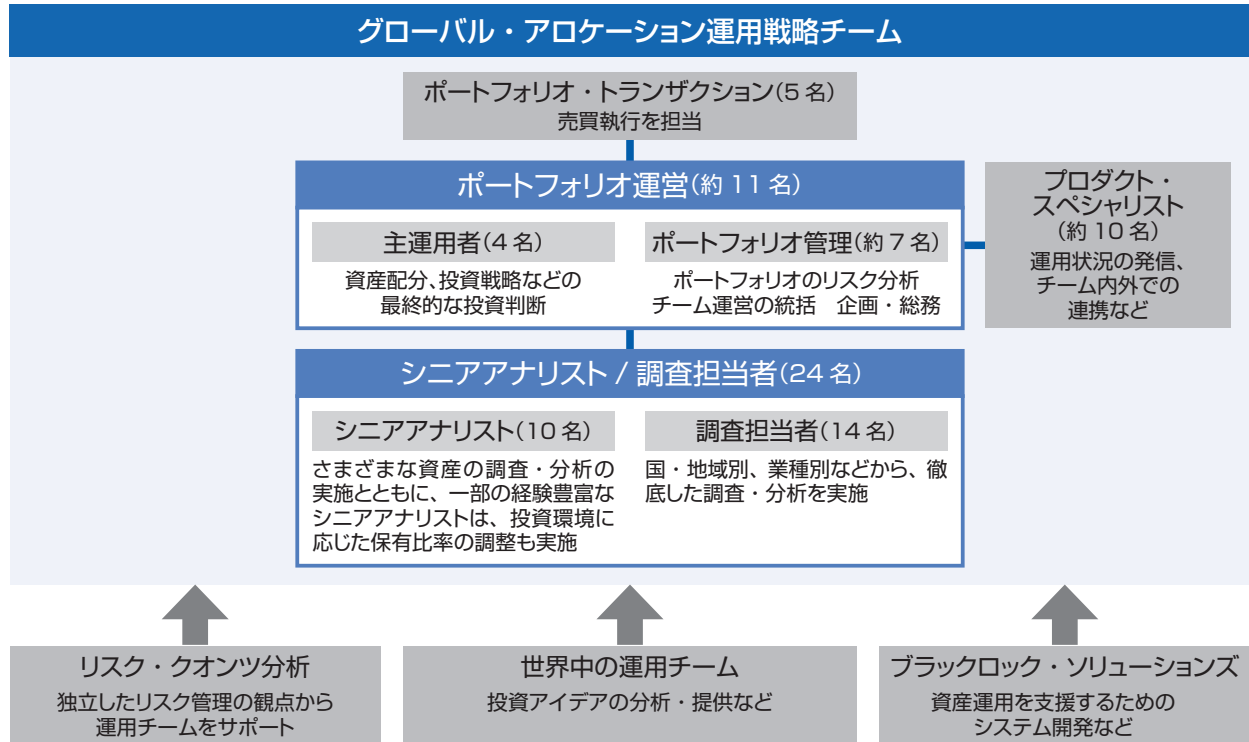 グローバル・アロケーション運用戦略チーム
ポートフォリオ・トランザクション(5名)
売買執行を担当
ポートフォリオ運営(約11名)
主運用者(4名)
資産配分、投資戦略などの
最終的な投資判断
ポートフォリオ管理(約7名)
ポートフォリオのリスク分析
チーム運営の統括　企画・総務
プロダクト・
スペシャリスト
(約10名)
運用状況の発信、
チーム内外での
連携など
シニアアナリスト / 調査担当者(24名)
シニアアナリスト(10名)
さまざまな資産の調査・分析の
実施とともに、一部の経験豊富な
シニアアナリストは、投資環境に
応じた保有比率の調整も実施
調査担当者(14名)
国・地域別、業種別などから、徹
底した調査・分析を実施
リスク・クオンツ分析
独立したリスク管理の観点から
運用チームをサポート
世界中の運用チーム
投資アイデアの分析・提供など
ブラックロック・ソリューションズ
資産運用を支援するための
システム開発など